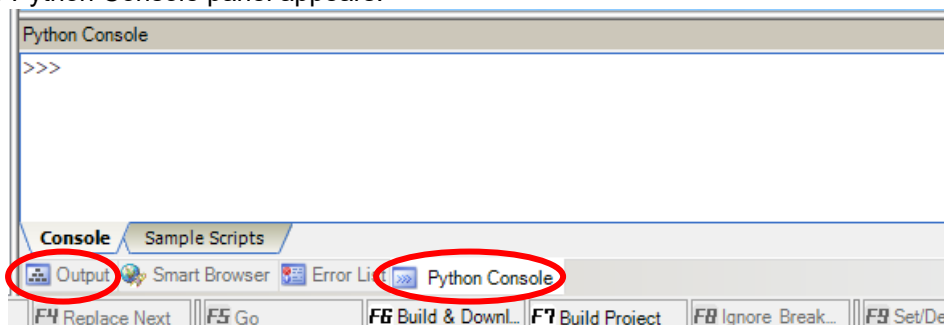 Python Console panel appears.
Python Console
>>>
Console Sample Scripts
Output Smart Browser Error List Python Console
F4 Replace Next F5 Go F6 Build & Downl... F7 Build Project F8 Ignore Break... F9 Set/De